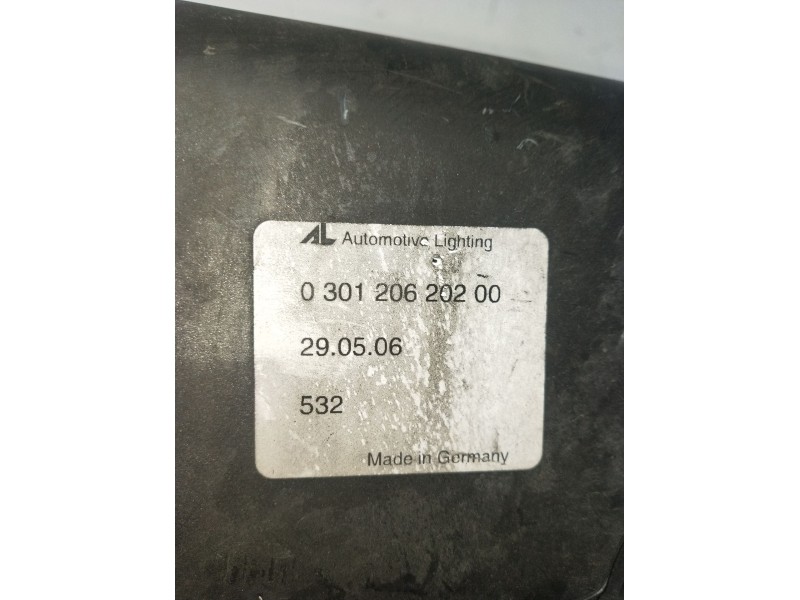 AL Automotive Lighting
0 301 206 202 00
29.05.06
532
Made in Germany